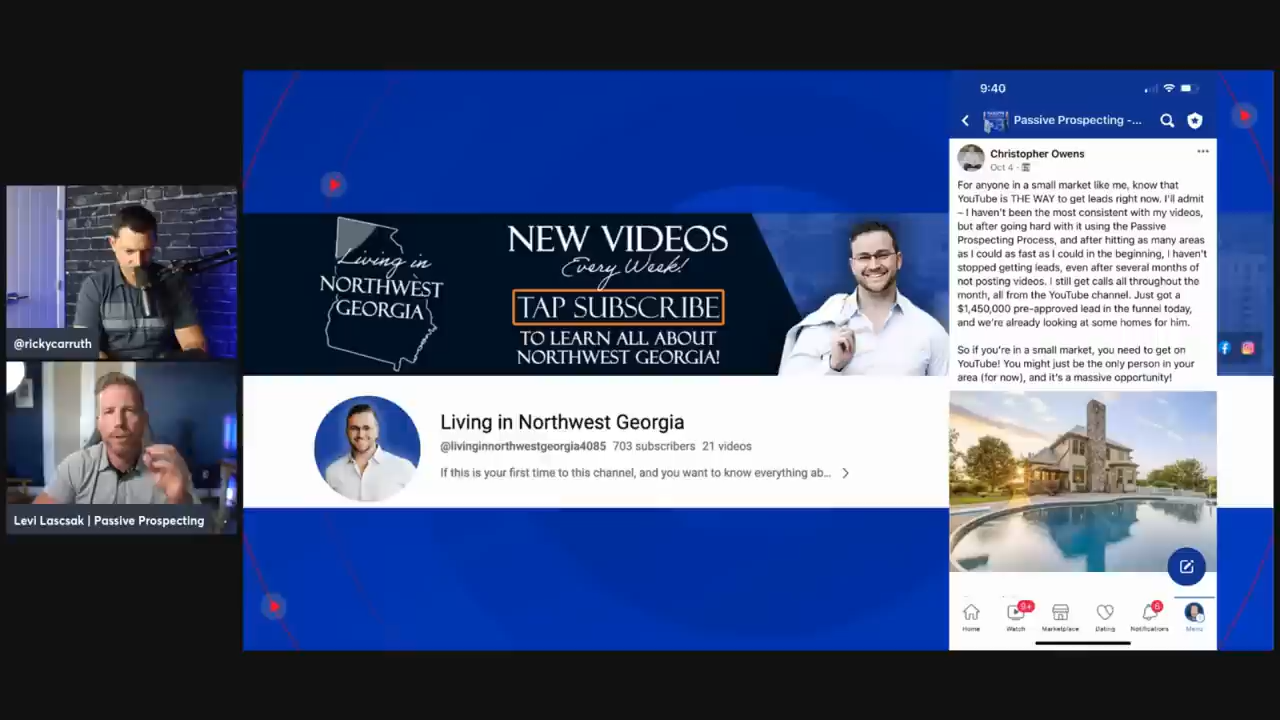 @rickycarruth
Levi Lascsak | Passive Prospecting
Living in
NORTHWEST
GEORGIA
NEW VIDEOS
Every Week!
TAP SUBSCRIBE
TO LEARN ALL ABOUT
NORTHWEST GEORGIA!
Living in Northwest Georgia
@livinginnorthwestgeorgia4085 703 subscribers 21 videos
If this is your first time to this channel, and you want to know everything ab...
9:40
Passive Prospecting -...
Christopher Owens
Oct 4 ·
For anyone in a small market like me, know that
YouTube is THE WAY to get leads right now. I'll admit
– I haven't been the most consistent with my videos,
but after going hard with it using the Passive
Prospecting Process, and after hitting as many areas
as I could as fast as I could in the beginning, I haven't
stopped getting leads, even after several months of
not posting videos. I still get calls all throughout the
month, all from the YouTube channel. Just got a
$1,450,000 pre-approved lead in the funnel today,
and we're already looking at some homes for him.
So if you're in a small market, you need to get on
YouTube! You might just be the only person in your
area (for now), and it's a massive opportunity!
9+
6
Home Watch Marketplace Dating Notifications Menu